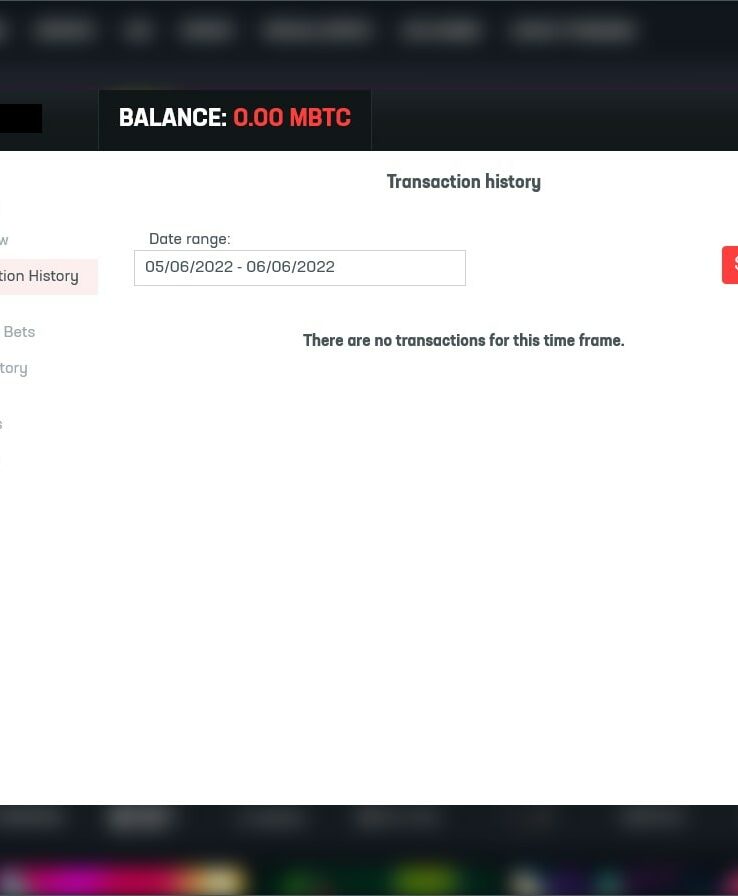 BALANCE: 0.00 MBTC
Transaction history
Date range:
05/06/2022 - 06/06/2022
tion History
Bets
tory
There are no transactions for this time frame.